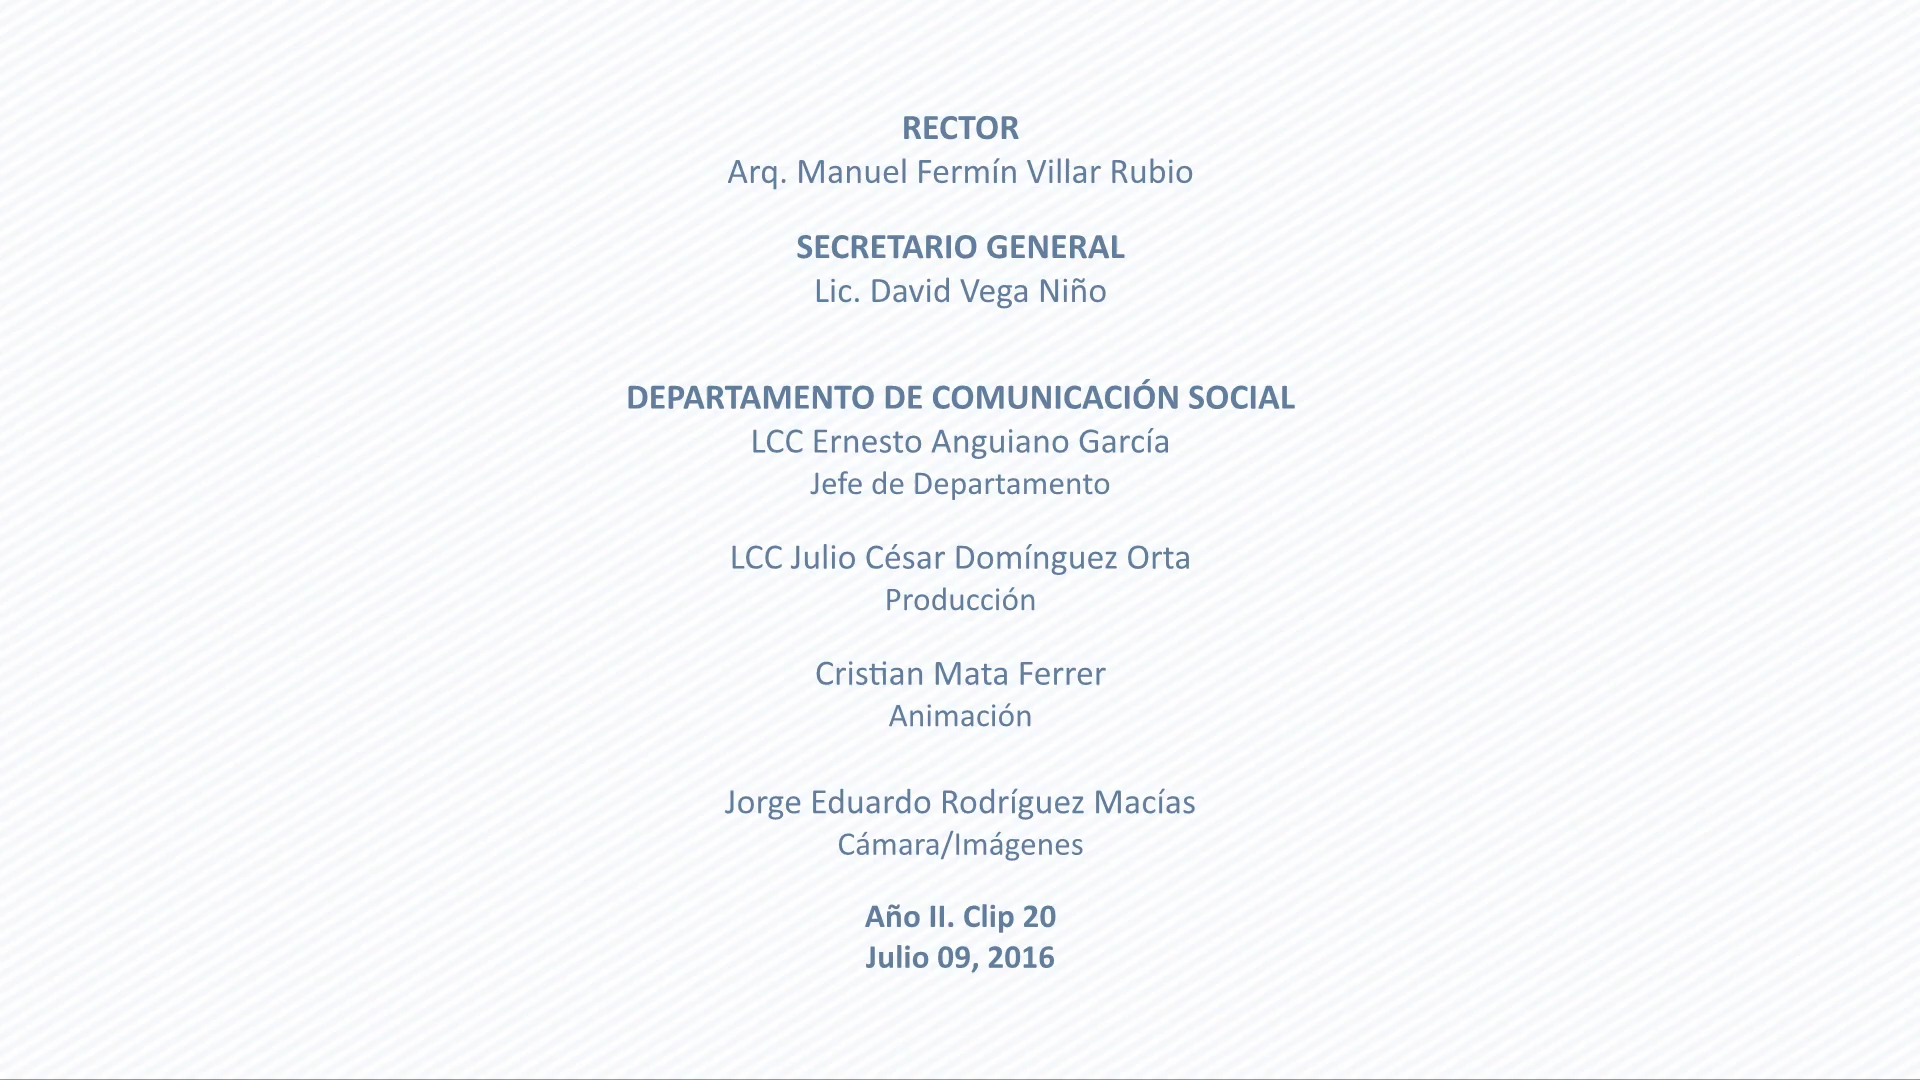 RECTOR
Arq. Manuel Fermín Villar Rubio
SECRETARIO GENERAL
Lic. David Vega Niño
DEPARTAMENTO DE COMUNICACIÓN SOCIAL
LCC Ernesto Anguiano García
Jefe de Departamento
LCC Julio César Domínguez Orta
Producción
Cristian Mata Ferrer
Animación
Jorge Eduardo Rodríguez Macías
Cámara/Imágenes
Año II. Clip 20
Julio 09, 2016